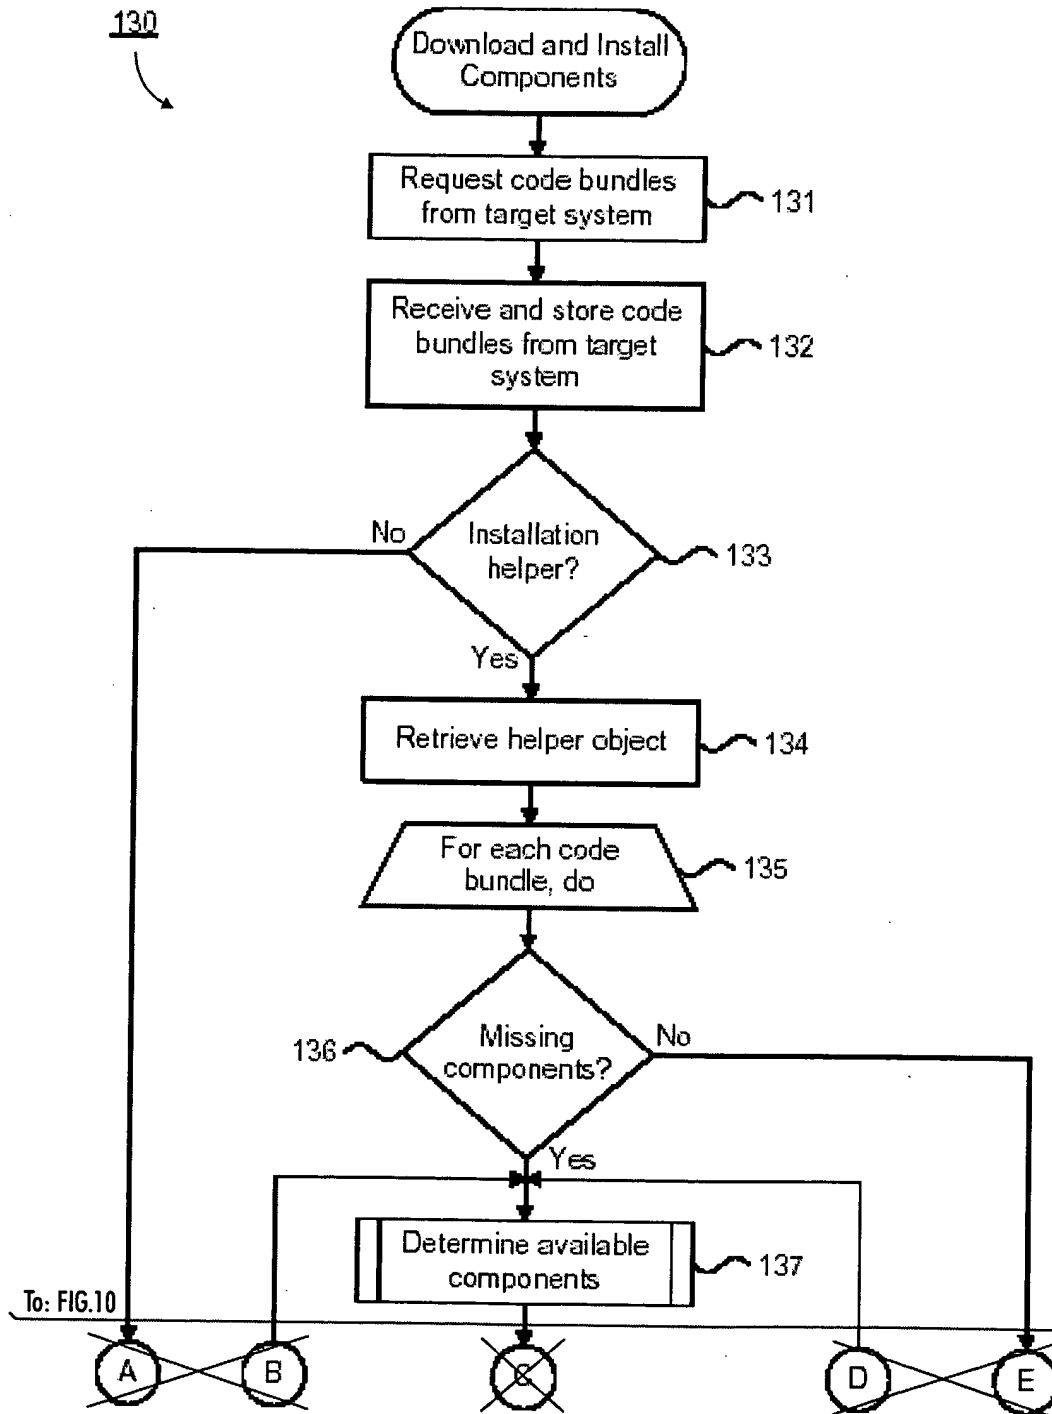 130
Download and Install
Components
Request code bundles
from target system
131
Receive and store code
bundles from target
system
132
No
Installation
helper?
133
Yes
Retrieve helper object
134
For each code
bundle, do
135
136
Missing
components?
No
Yes
Determine available
components
137
To: FIG.10
A
B
C
D
E